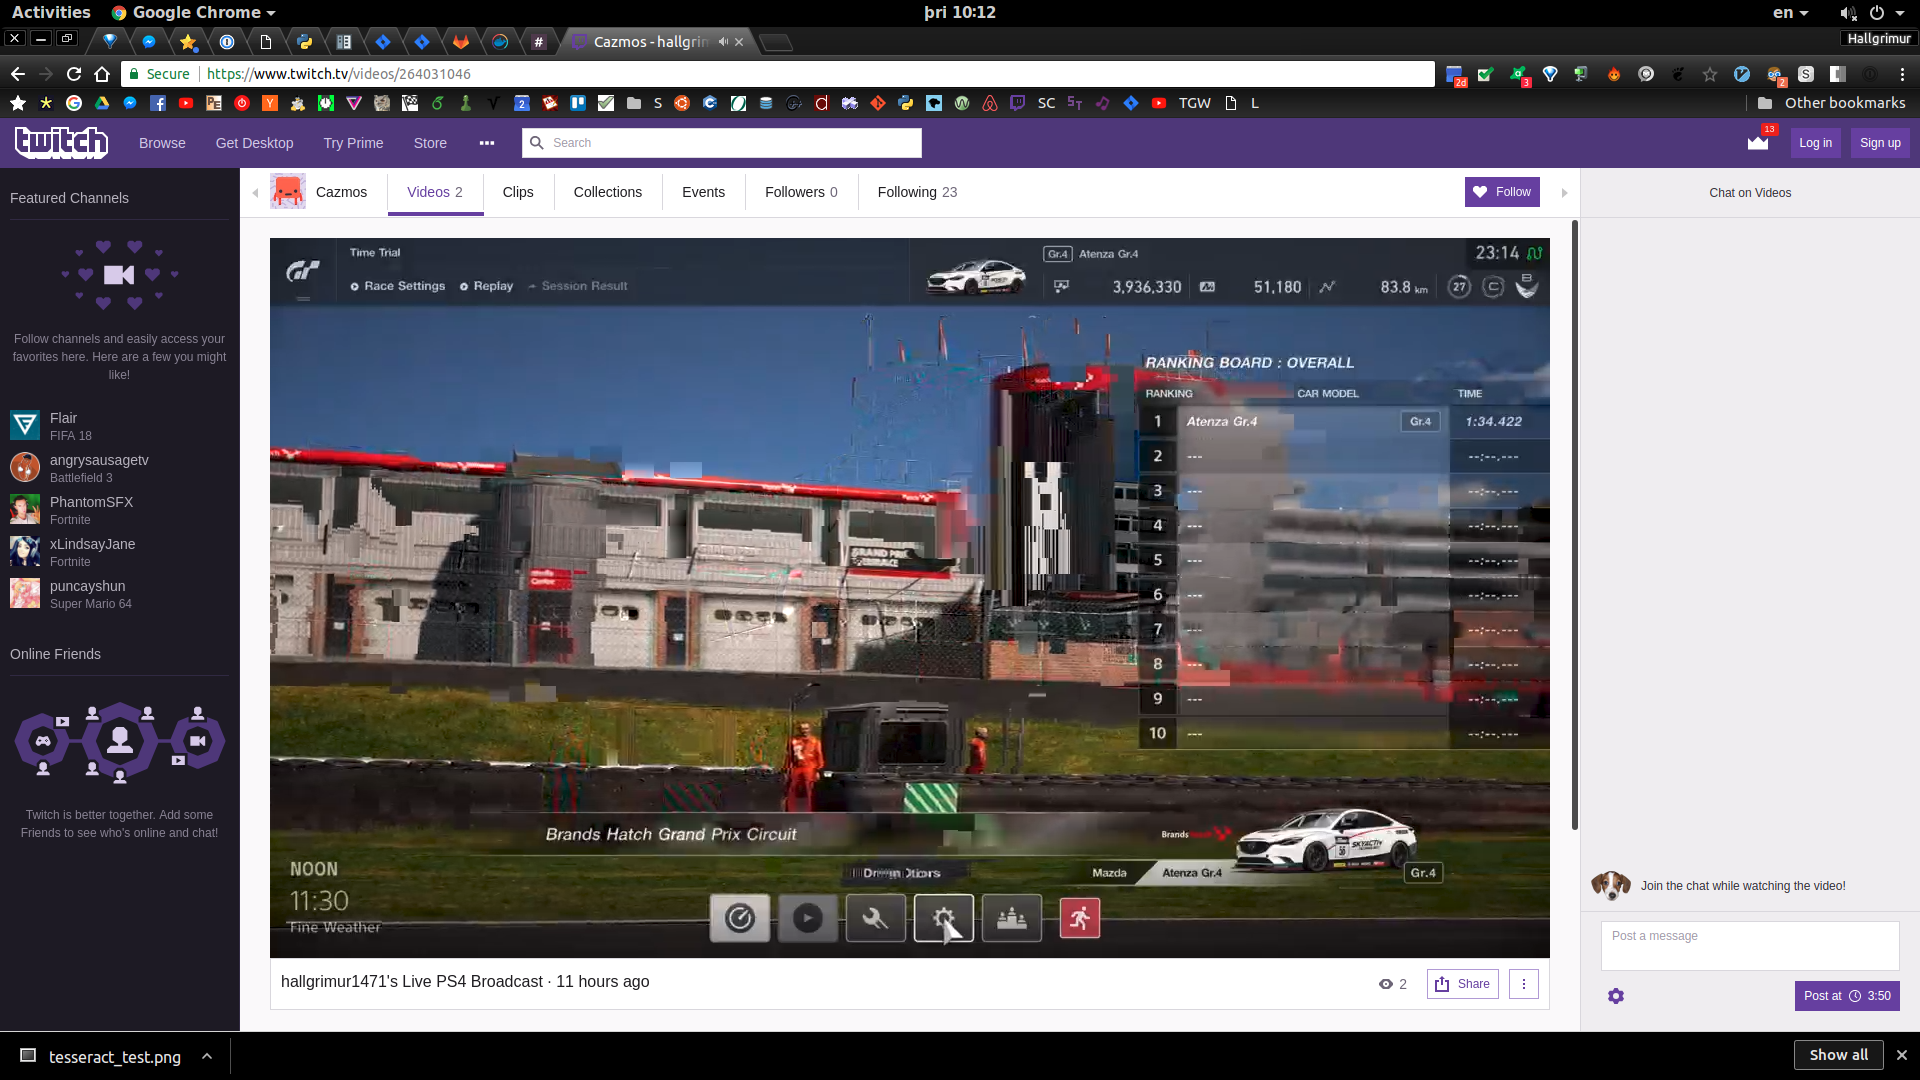 Activities
Google Chrome
þri 10:12
en
Cazmos - hallgrim
Hallgrimur
Secure
https://www.twitch.tv/videos/264031046
2d
3
2
S
SC
TGW
L
Other bookmarks
twitch
Browse
Get Desktop
Try Prime
Store
Search
13
Log in
Sign up
Featured Channels
Follow channels and easily access your
favorites here. Here are a few you might
like!
Flair
FIFA 18
angrysausagetv
Battlefield 3
PhantomSFX
Fortnite
xLindsayJane
Fortnite
puncayshun
Super Mario 64
Online Friends
Twitch is better together. Add some
Friends to see who's online and chat!
Cazmos
Videos 2
Clips
Collections
Events
Followers 0
Following 23
Follow
Time Trial
Race Settings
Replay
Session Result
Gr.4
Atenza Gr.4
3,936,330
51,180
83.8 km
23:14
27
RANKING BOARD : OVERALL
RANKING
CAR MODEL
TIME
1 Atenza Gr.4 Gr.4 1:34.422
2 --- --:--.---
3 --- --:--.---
4 --- --:--.---
5 --- --:--.---
6 --- --:--.---
7 --- --:--.---
8 --- --:--.---
9 --- --:--.---
10 --- --:--.---
GRAND PRIX
TERRACE
Brands Hatch Grand Prix Circuit
Brands
SKYACTIV
Mazda
Atenza Gr.4
Gr.4
NOON
11:30
Fine Weather
hallgrimur1471's Live PS4 Broadcast · 11 hours ago
2
Share
Chat on Videos
Join the chat while watching the video!
Post a message
Post at 3:50
tesseract_test.png
Show all